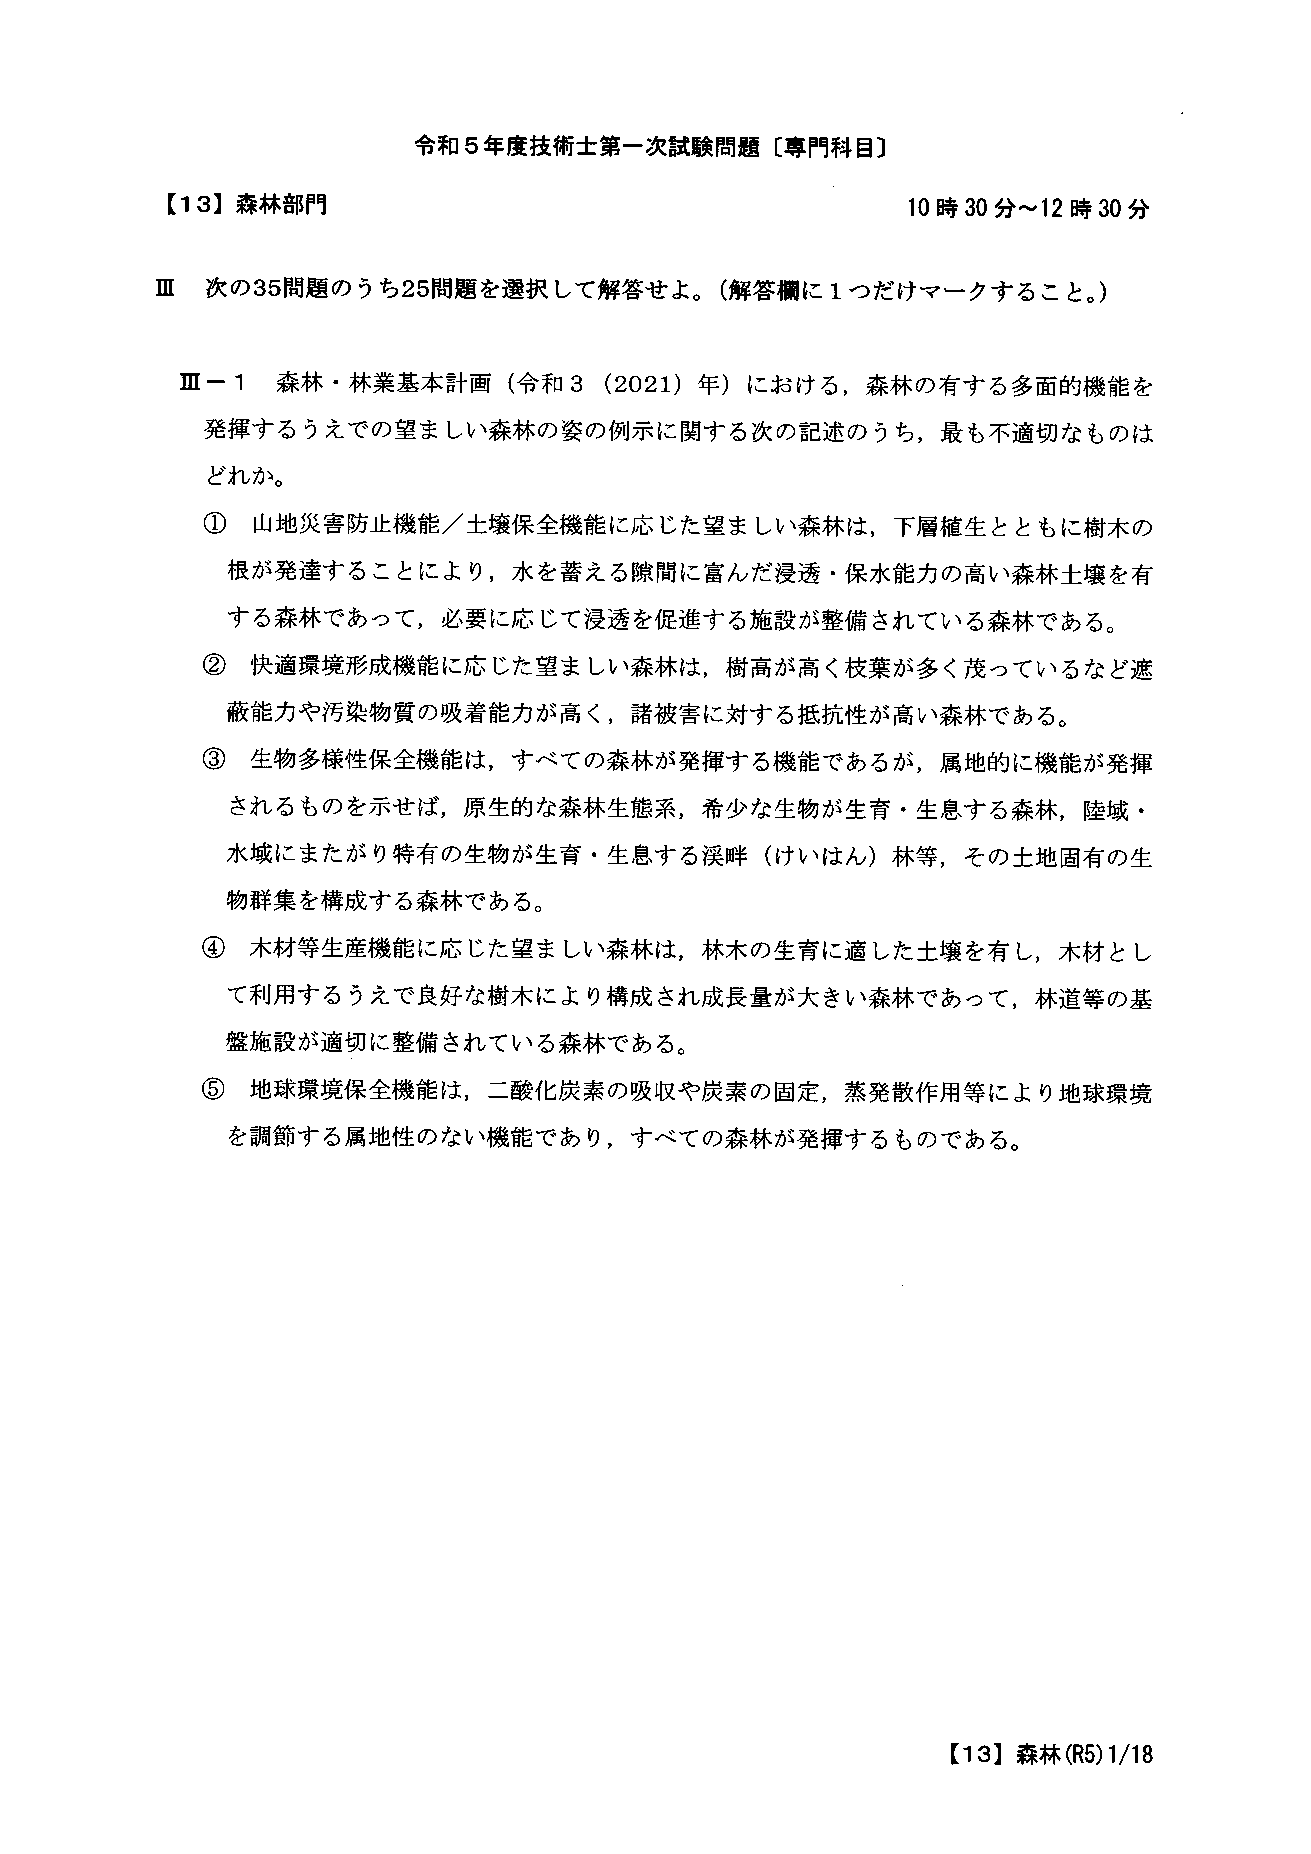 令和５年度技術士第一次試験問題〔専門科目〕
【13】森林部門
10時30分～12時30分
Ⅲ　次の35問題のうち25問題を選択して解答せよ。（解答欄に１つだけマークすること。）
Ⅲ－１　森林・林業基本計画（令和３（2021）年）における，森林の有する多面的機能を
発揮するうえでの望ましい森林の姿の例示に関する次の記述のうち，最も不適切なものは
どれか。
①　山地災害防止機能／土壌保全機能に応じた望ましい森林は，下層植生とともに樹木の
根が発達することにより，水を蓄える隙間に富んだ浸透・保水能力の高い森林土壌を有
する森林であって，必要に応じて浸透を促進する施設が整備されている森林である。
②　快適環境形成機能に応じた望ましい森林は，樹高が高く枝葉が多く茂っているなど遮
蔽能力や汚染物質の吸着能力が高く，諸被害に対する抵抗性が高い森林である。
③　生物多様性保全機能は，すべての森林が発揮する機能であるが，属地的に機能が発揮
されるものを示せば，原生的な森林生態系，希少な生物が生育・生息する森林，陸域・
水域にまたがり特有の生物が生育・生息する渓畔（けいはん）林等，その土地固有の生
物群集を構成する森林である。
④　木材等生産機能に応じた望ましい森林は，林木の生育に適した土壌を有し，木材とし
て利用するうえで良好な樹木により構成され成長量が大きい森林であって，林道等の基
盤施設が適切に整備されている森林である。
⑤　地球環境保全機能は，二酸化炭素の吸収や炭素の固定，蒸発散作用等により地球環境
を調節する属地性のない機能であり，すべての森林が発揮するものである。
【13】森林(R5)1/18